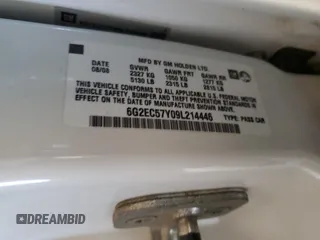 MFD BY GM HOLDEN LTD.
DATE GVWR GAWR FRT GAWR RR
08/08 2327 KG 1050 KG 1277 KG
5130 LB 2315 LB 2815 LB
THIS VEHICLE CONFORMS TO ALL APPLICABLE U.S. FEDERAL MOTOR
VEHICLE SAFETY, BUMPER AND THEFT PREVENTION STANDARDS IN
EFFECT ON THE DATE OF MANUFACTURE SHOWN ABOVE.
6G2EC57Y09L214446 TYPE: PASS CAR
DREAMBID